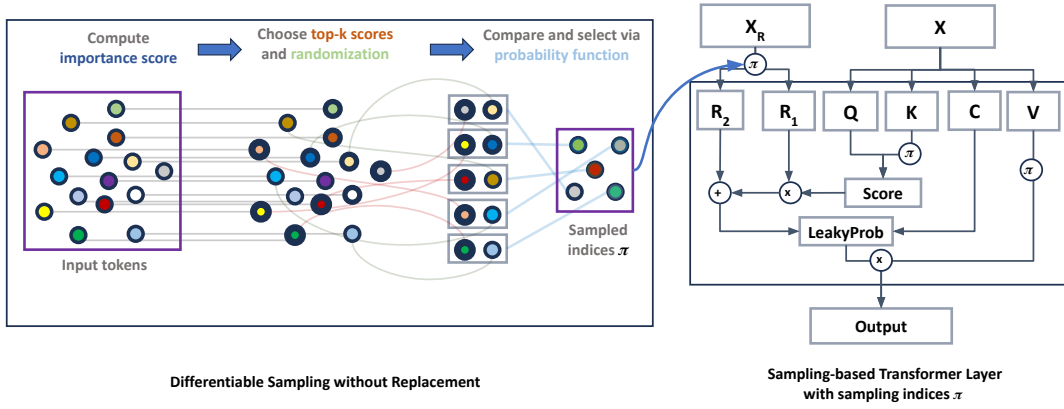 Compute
importance score
Choose top-k scores
and randomization
Compare and select via
probability function
Input tokens
Sampled
indices π
Differentiable Sampling without Replacement
X_R
X
π
R_2
R_1
Q
K
C
V
π
π
+
x
Score
LeakyProb
x
Output
Sampling-based Transformer Layer
with sampling indices π